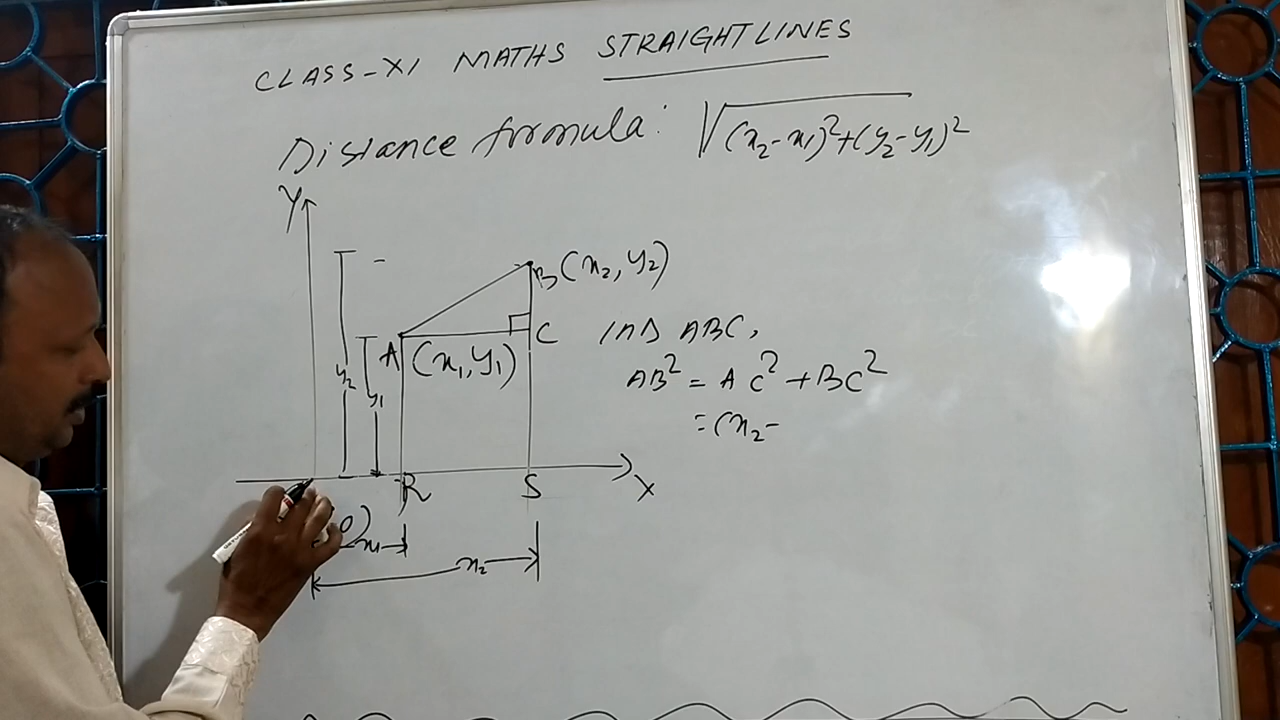 CLASS-XI MATHS STRAIGHTLINES
Distance formula: √(x₂-x₁)²+(y₂-y₁)²
Y
B(x₂,y₂)
A(x₁,y₁)
C
IN Δ ABC,
AB² = AC² + BC²
=(x₂-
y₂
y₁
R
S
X
0)
x₁
x₂